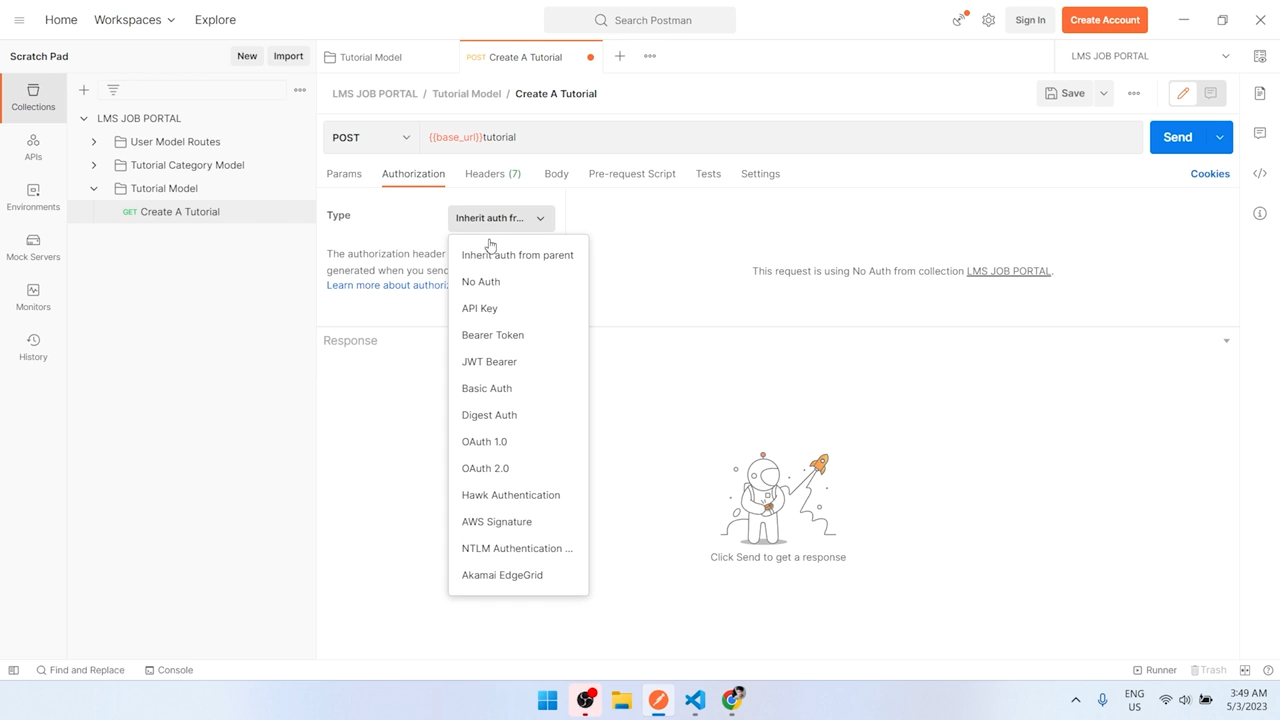 Home
Workspaces
Explore
Search Postman
Sign In
Create Account
Scratch Pad
New
Import
Tutorial Model
POST Create A Tutorial
LMS JOB PORTAL
Collections
APIs
Environments
Mock Servers
Monitors
History
LMS JOB PORTAL
User Model Routes
Tutorial Category Model
Tutorial Model
GET Create A Tutorial
LMS JOB PORTAL / Tutorial Model / Create A Tutorial
Save
POST
{{base_url}}tutorial
Send
Params
Authorization
Headers (7)
Body
Pre-request Script
Tests
Settings
Cookies
Type
Inherit auth fr...
The authorization header
generated when you send
Learn more about authoriz
Inherit auth from parent
No Auth
API Key
Bearer Token
JWT Bearer
Basic Auth
Digest Auth
OAuth 1.0
OAuth 2.0
Hawk Authentication
AWS Signature
NTLM Authentication ...
Akamai EdgeGrid
This request is using No Auth from collection LMS JOB PORTAL.
Response
Click Send to get a response
Find and Replace
Console
Runner
Trash
ENG
US
3:49 AM
5/3/2023